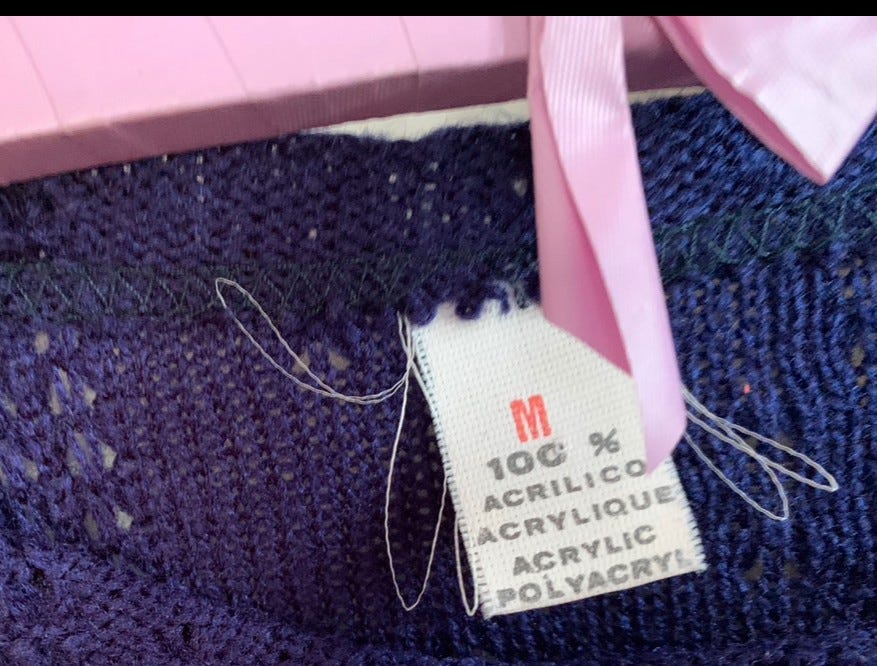 M
100 %
ACRILICO
ACRYLIQUE
ACRYLIC
POLYACRYL